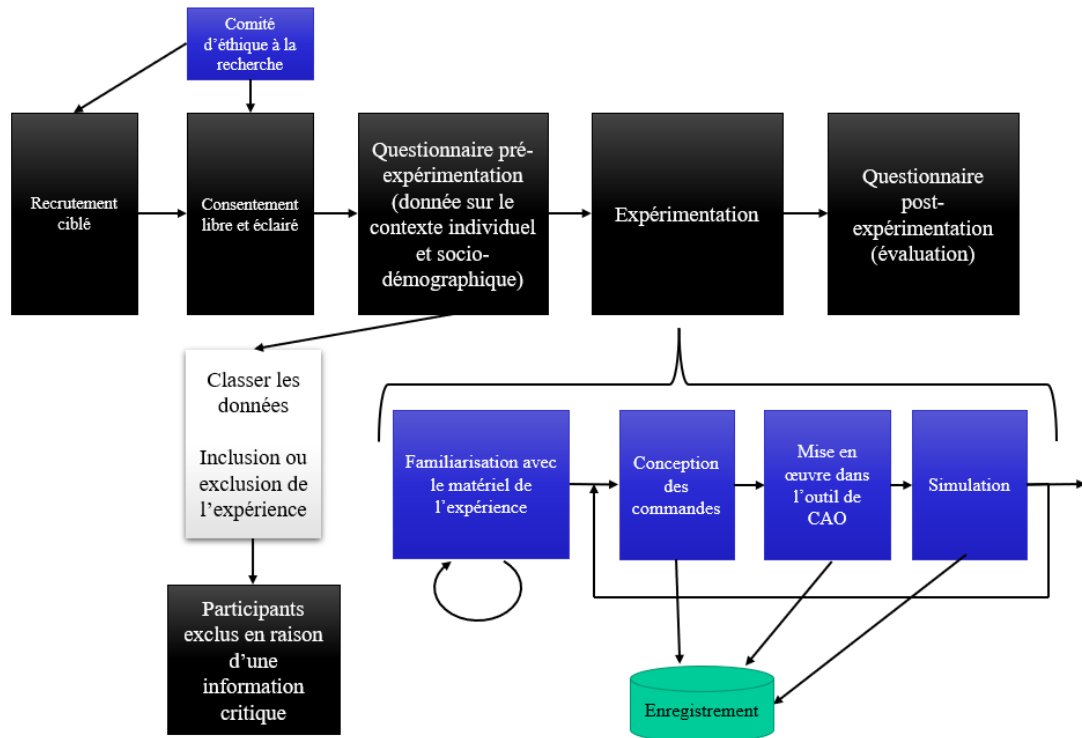 Comité
d’éthique à la
recherche
Recrutement
ciblé
Consentement
libre et éclairé
Questionnaire pré-
expérimentation
(donnée sur le
contexte individuel
et socio-
démographique)
Expérimentation
Questionnaire
post-
expérimentation
(évaluation)
Classer les
données
Inclusion ou
exclusion de
l’expérience
Participants
exclus en raison
d’une
information
critique
Familiarisation avec
le matériel de
l’expérience
Conception
des
commandes
Mise en
œuvre dans
l’outil de
CAO
Simulation
Enregistrement